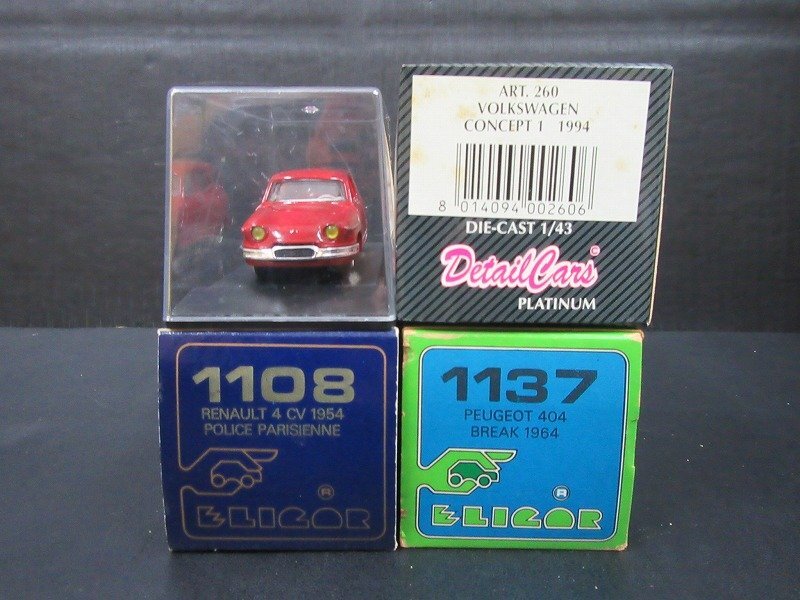 ART. 260
VOLKSWAGEN
CONCEPT 1 1994
8 014094 002606
DIE-CAST 1/43
DetailCars ©
PLATINUM
1108
RENAULT 4 CV 1954
POLICE PARISIENNE
®
ELIGOR
1137
PEUGEOT 404
BREAK 1964
®
ELIGOR